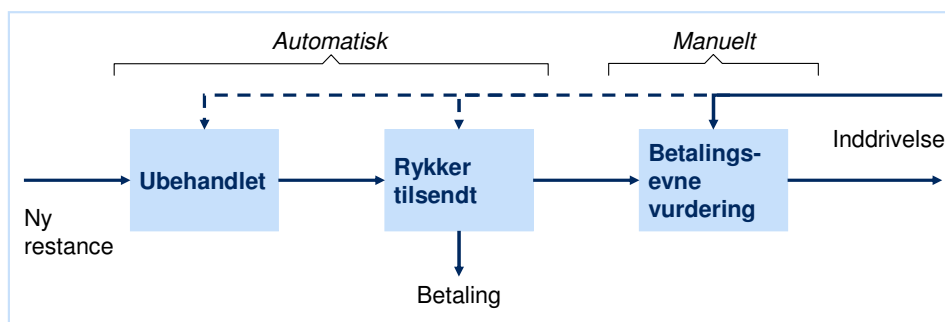 Automatisk
Manuelt
Inddrivelse
Ubehandlet
Rykker
tilsendt
Betalings-
evne
vurdering
Ny
restance
Betaling